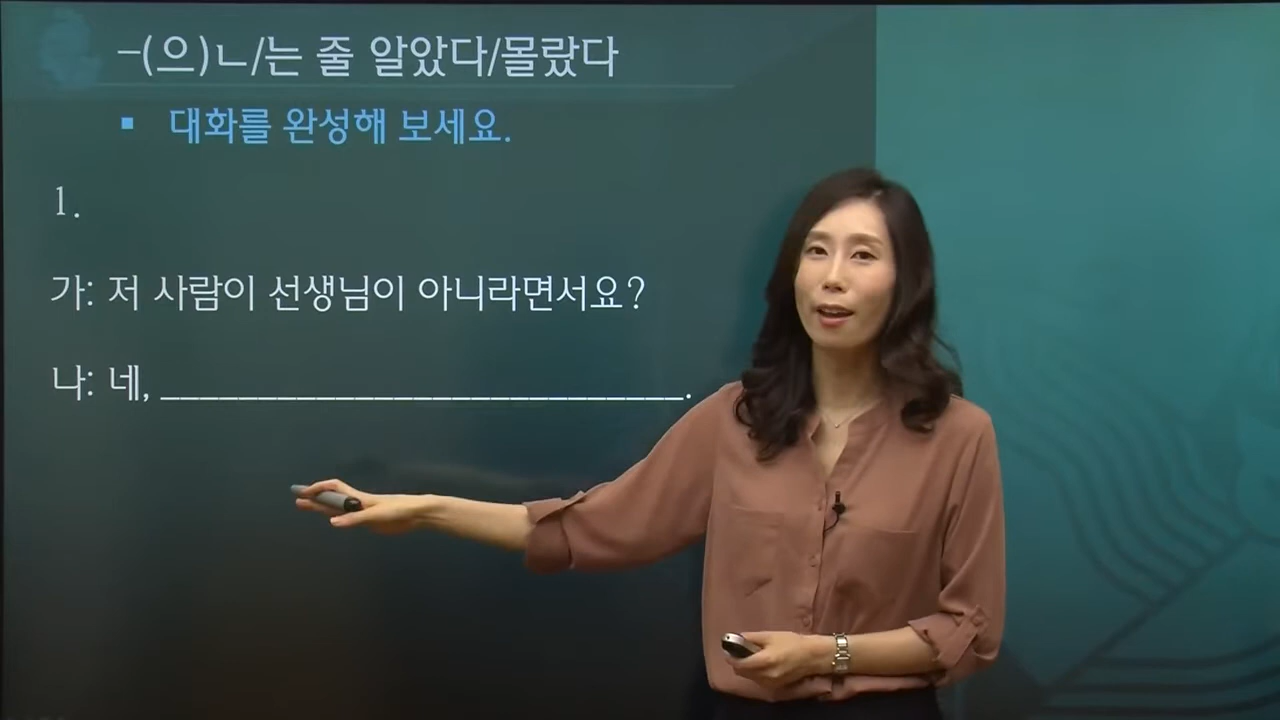 -(으)ㄴ/는 줄 알았다/몰랐다
▪ 대화를 완성해 보세요.
1.
가: 저 사람이 선생님이 아니라면서요?
나: 네, ___________________________.